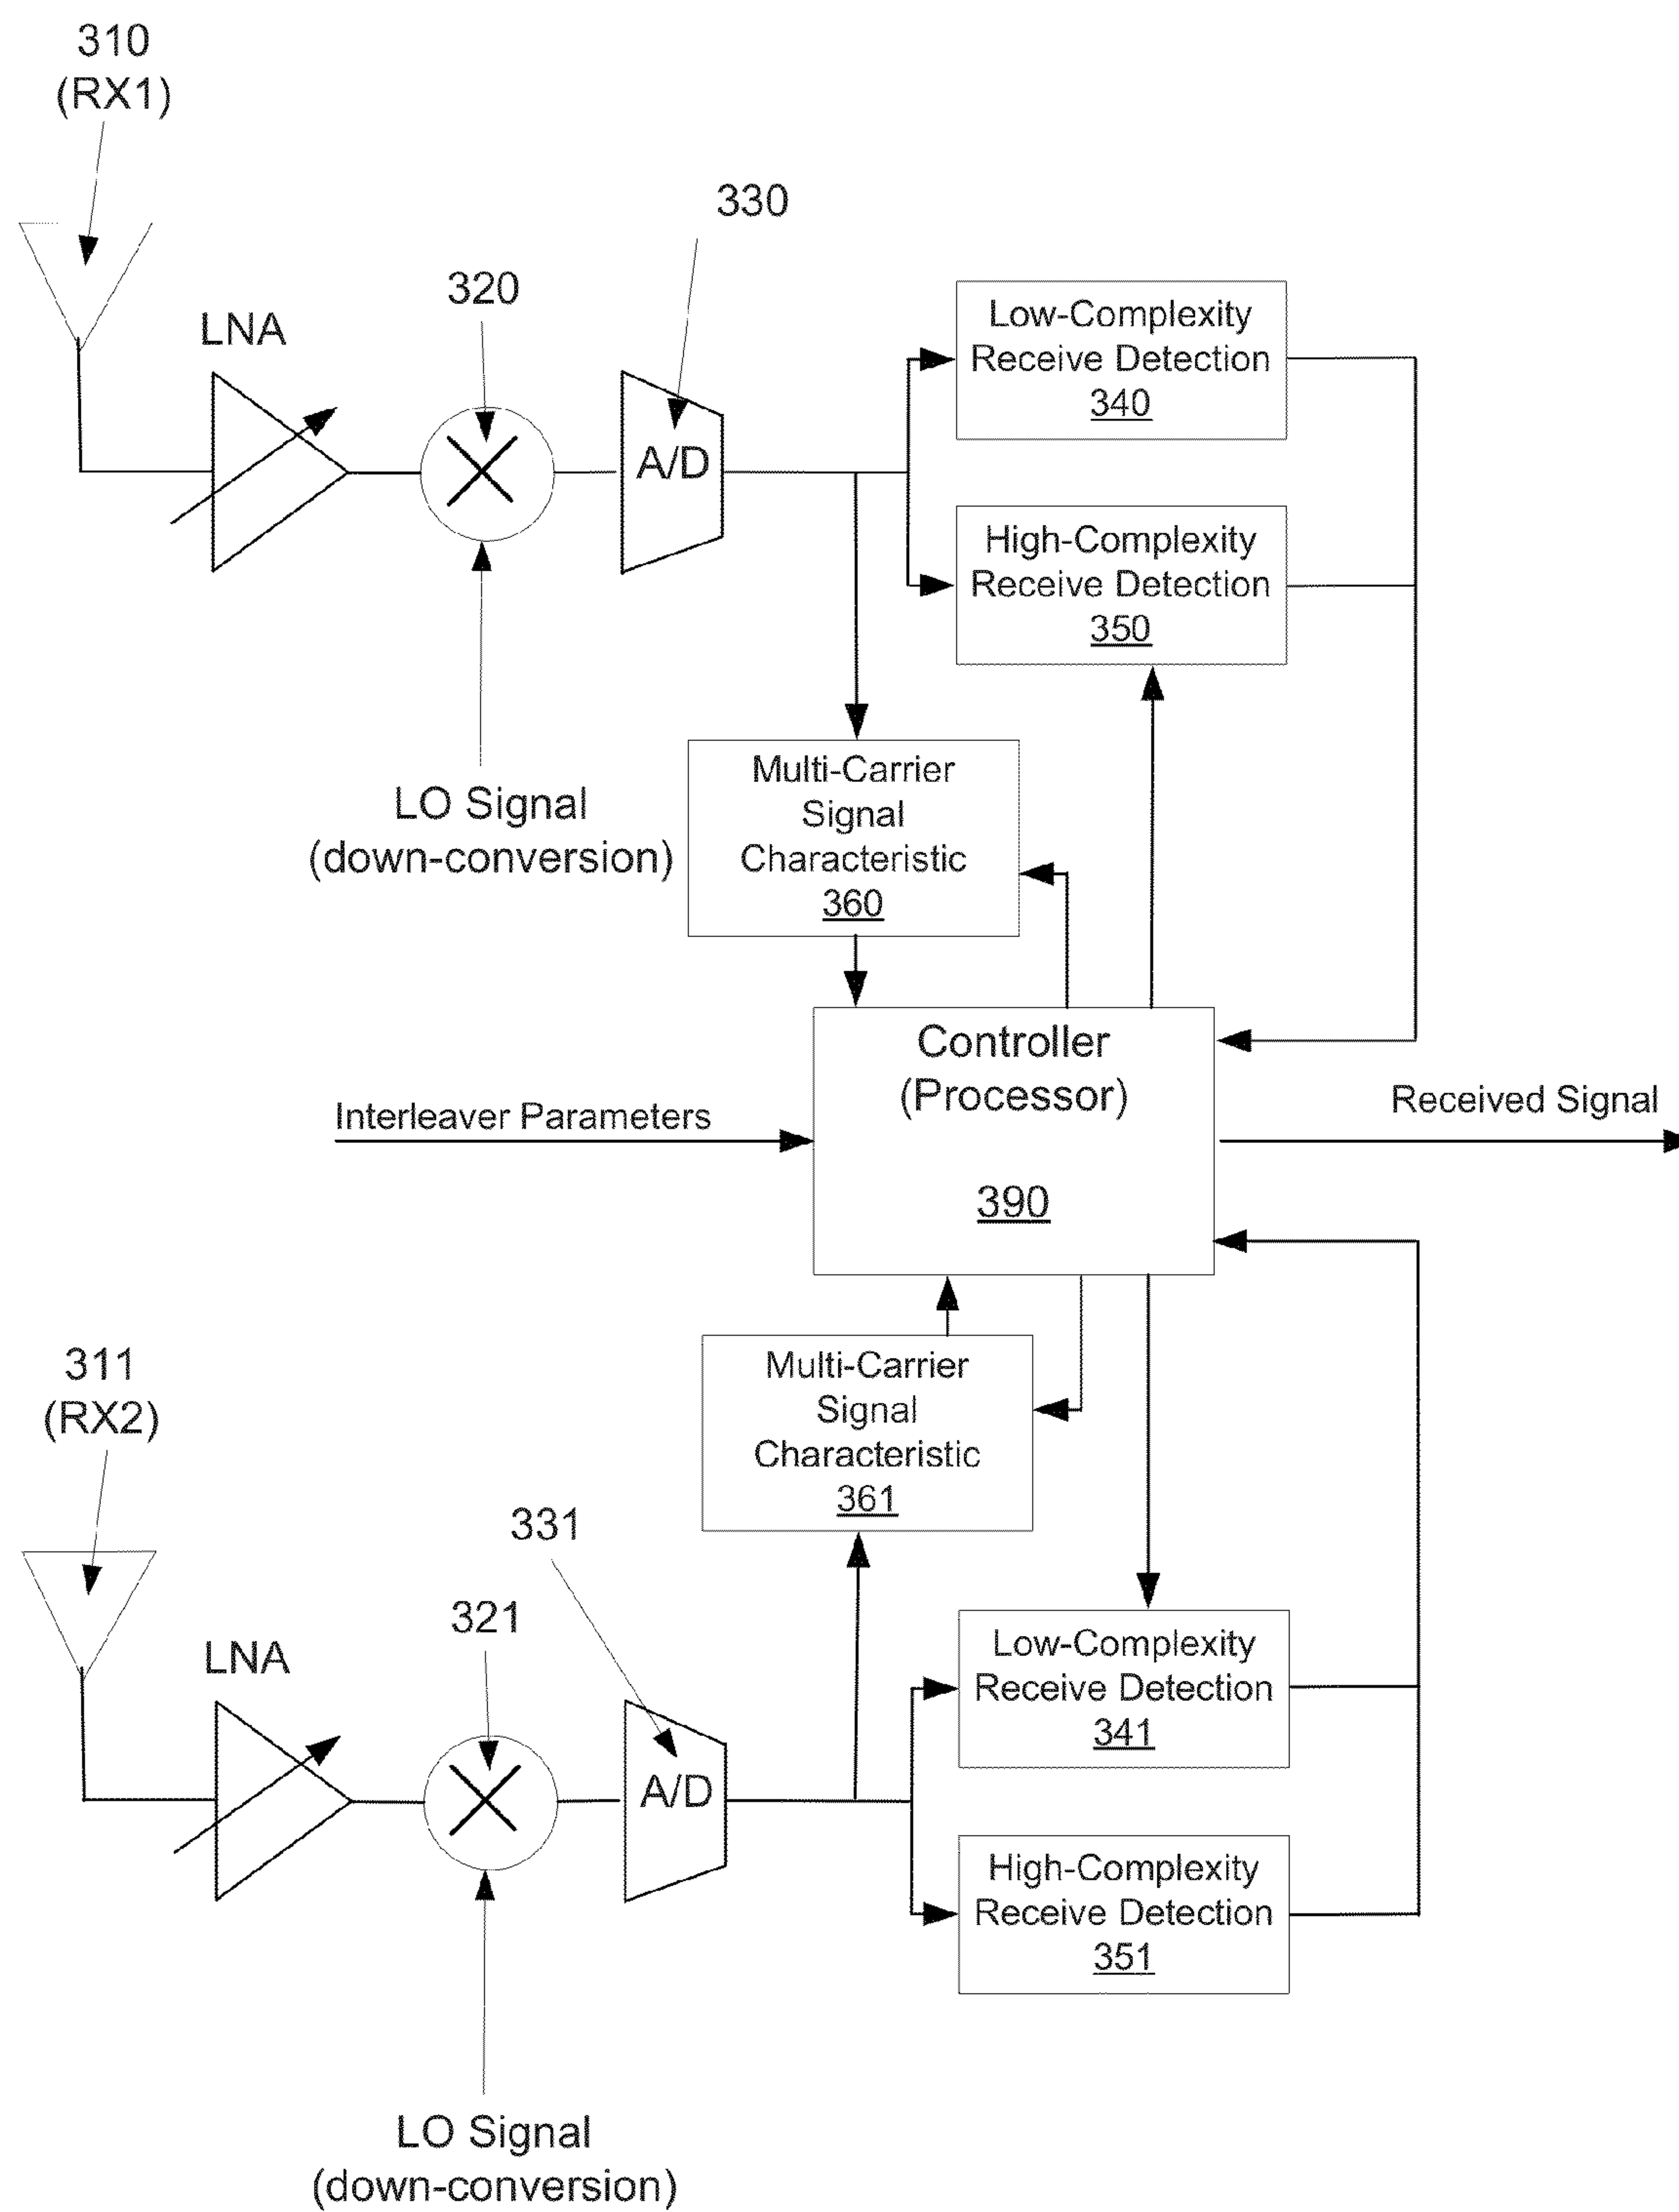 310
(RX1)
330
320
LNA
A/D
Low-Complexity
Receive Detection
340
High-Complexity
Receive Detection
350
LO Signal
(down-conversion)
Multi-Carrier
Signal
Characteristic
360
Controller
(Processor)
390
Interleaver Parameters
Received Signal
Multi-Carrier
Signal
Characteristic
361
311
(RX2)
331
321
LNA
A/D
Low-Complexity
Receive Detection
341
High-Complexity
Receive Detection
351
LO Signal
(down-conversion)